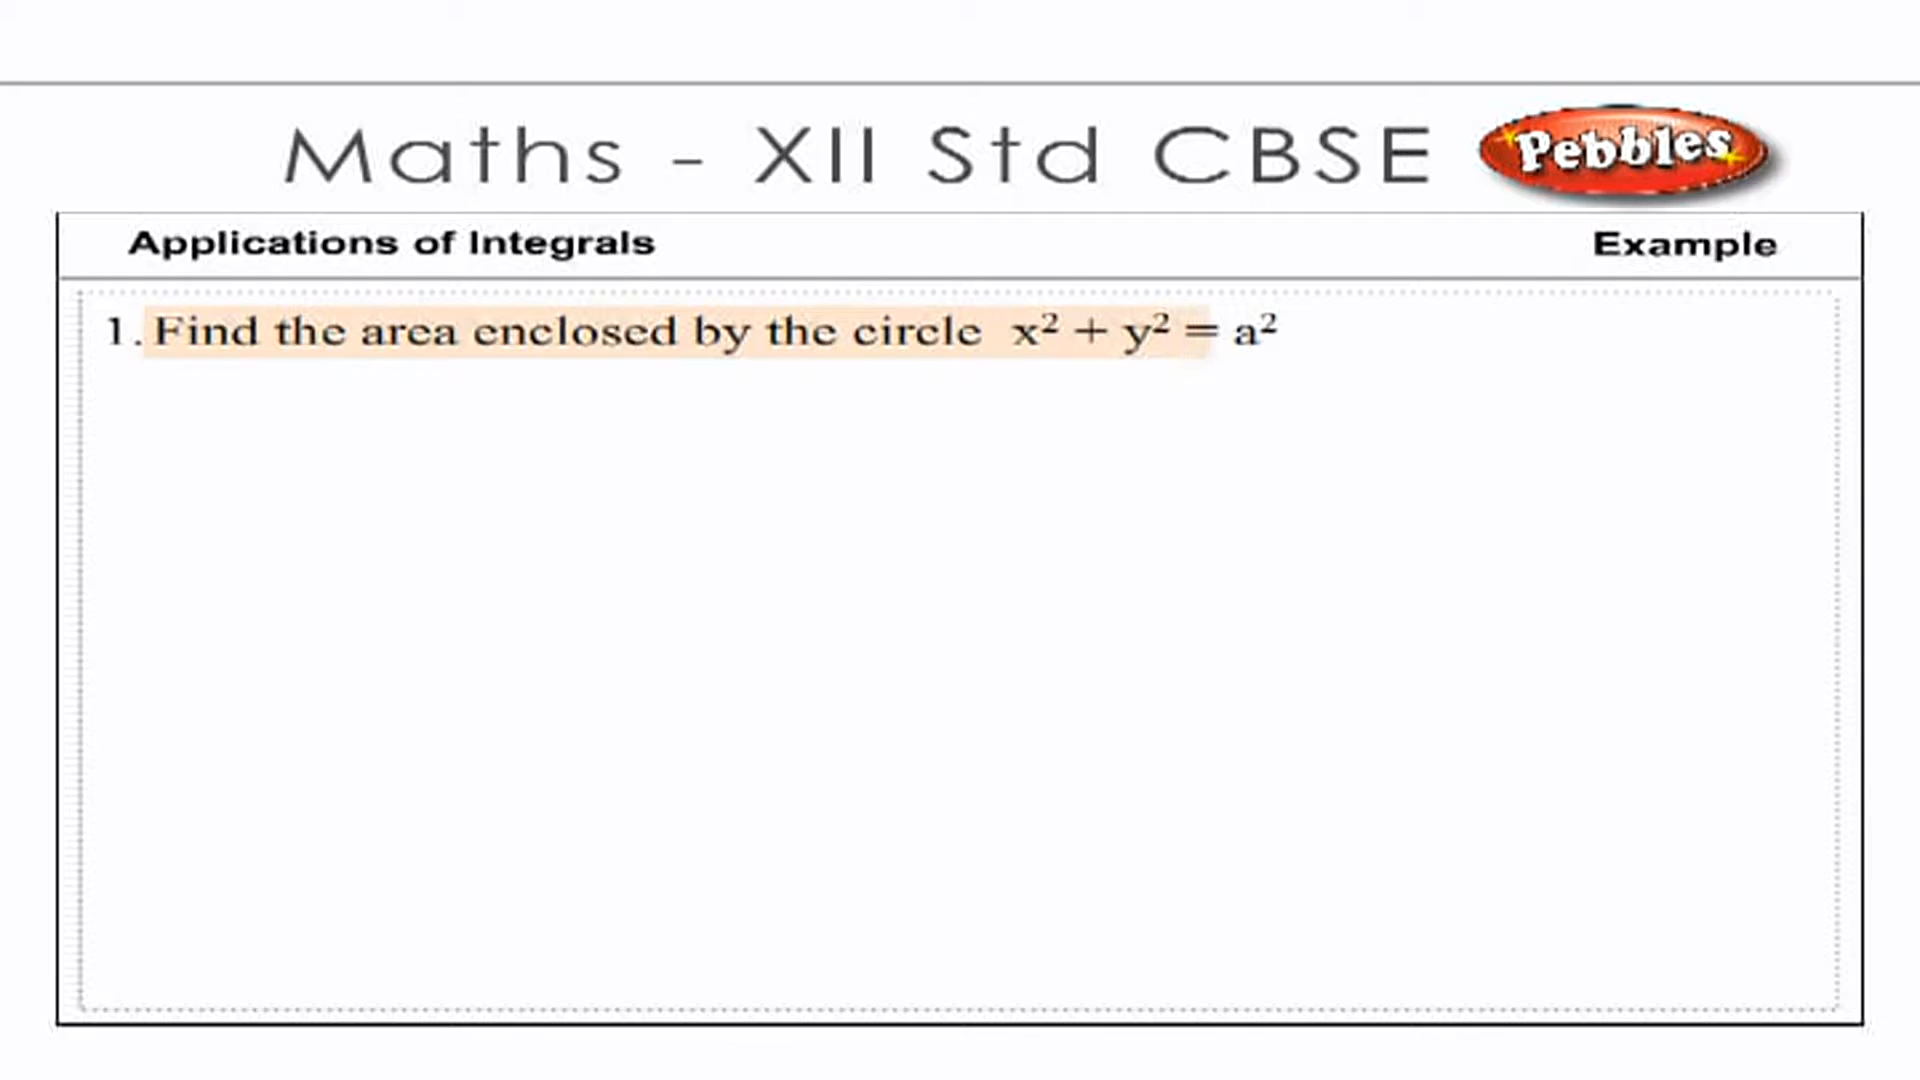 Maths - XII Std CBSE
Pebbles
Applications of Integrals
Example
1. Find the area enclosed by the circle x² + y² = a²